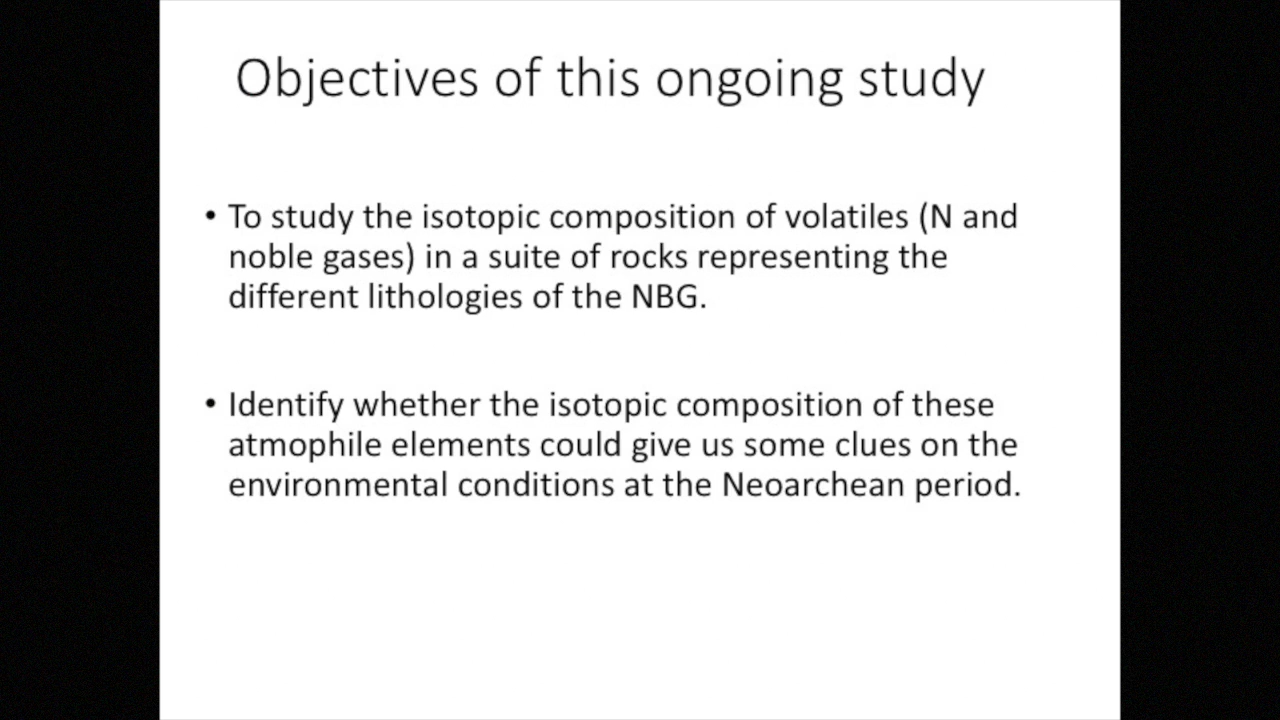 Objectives of this ongoing study
• To study the isotopic composition of volatiles (N and
noble gases) in a suite of rocks representing the
different lithologies of the NBG.
• Identify whether the isotopic composition of these
atmophile elements could give us some clues on the
environmental conditions at the Neoarchean period.